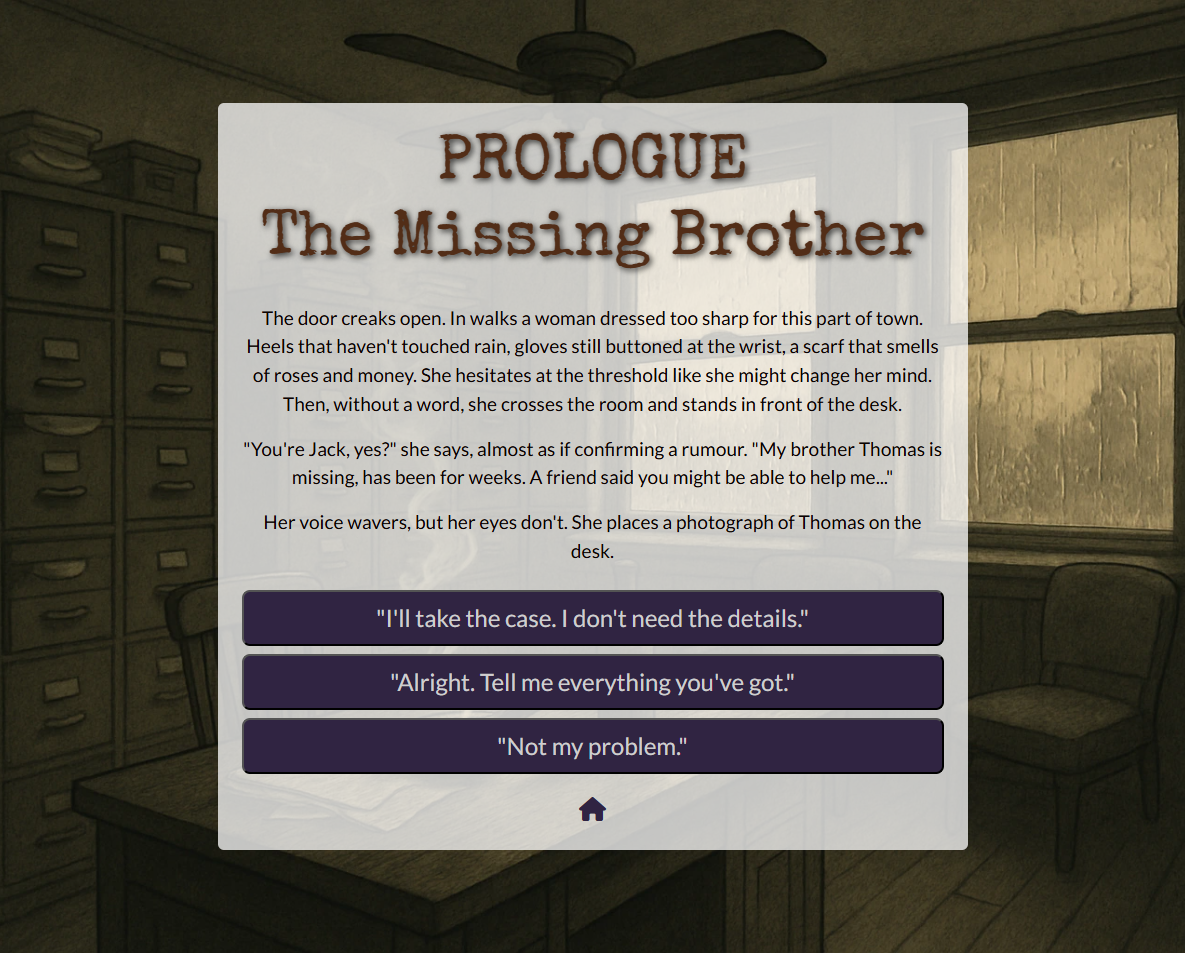 PROLOGUE
The Missing Brother
The door creaks open. In walks a woman dressed too sharp for this part of town.
Heels that haven't touched rain, gloves still buttoned at the wrist, a scarf that smells
of roses and money. She hesitates at the threshold like she might change her mind.
Then, without a word, she crosses the room and stands in front of the desk.
"You're Jack, yes?" she says, almost as if confirming a rumour. "My brother Thomas is
missing, has been for weeks. A friend said you might be able to help me..."
Her voice wavers, but her eyes don't. She places a photograph of Thomas on the
desk.
"I'll take the case. I don't need the details."
"Alright. Tell me everything you've got."
"Not my problem."